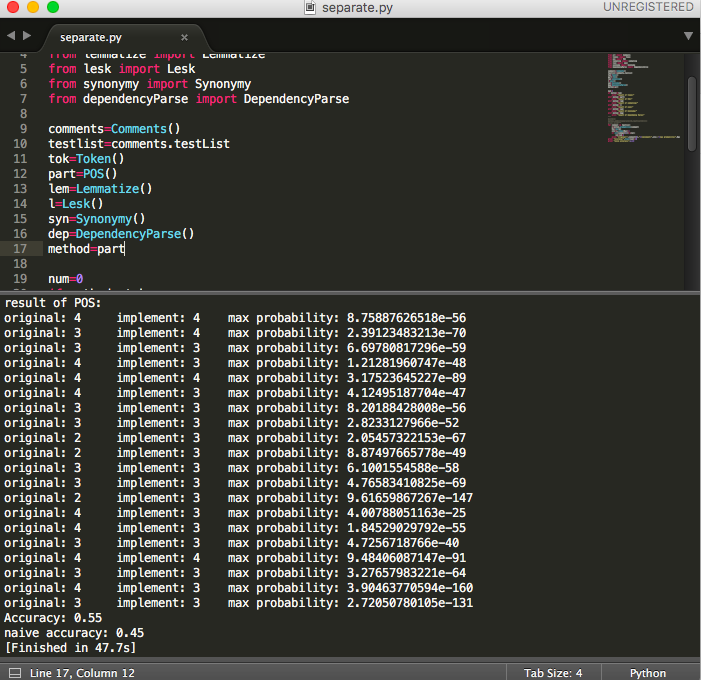 separate.py
UNREGISTERED
separate.py ×
4 from lemmatize import Lemmatize
5 from lesk import Lesk
6 from synonymy import Synonymy
7 from dependencyParse import DependencyParse
8
9 comments=Comments()
10 testlist=comments.testList
11 tok=Token()
12 part=POS()
13 lem=Lemmatize()
14 l=Lesk()
15 syn=Synonymy()
16 dep=DependencyParse()
17 method=part
18
19 num=0
result of POS:
original: 4 implement: 4 max probability: 8.75887626518e-56
original: 3 implement: 4 max probability: 2.39123483213e-70
original: 3 implement: 3 max probability: 6.69780817296e-59
original: 4 implement: 3 max probability: 1.21281960747e-48
original: 4 implement: 4 max probability: 3.17523645227e-89
original: 4 implement: 3 max probability: 4.12495187704e-47
original: 3 implement: 3 max probability: 8.20188428008e-56
original: 3 implement: 3 max probability: 2.8233127966e-52
original: 2 implement: 3 max probability: 2.05457322153e-67
original: 2 implement: 3 max probability: 8.87497665778e-49
original: 3 implement: 3 max probability: 6.1001554588e-58
original: 3 implement: 3 max probability: 4.76583410825e-69
original: 2 implement: 3 max probability: 9.61659867267e-147
original: 4 implement: 3 max probability: 4.00788051163e-25
original: 4 implement: 3 max probability: 1.84529029792e-55
original: 3 implement: 3 max probability: 4.7256718766e-40
original: 4 implement: 4 max probability: 9.48406087147e-91
original: 3 implement: 3 max probability: 3.27657983221e-64
original: 4 implement: 3 max probability: 3.90463770594e-160
original: 3 implement: 3 max probability: 2.72050780105e-131
Accuracy: 0.55
naive accuracy: 0.45
[Finished in 47.7s]
Line 17, Column 12
Tab Size: 4
Python